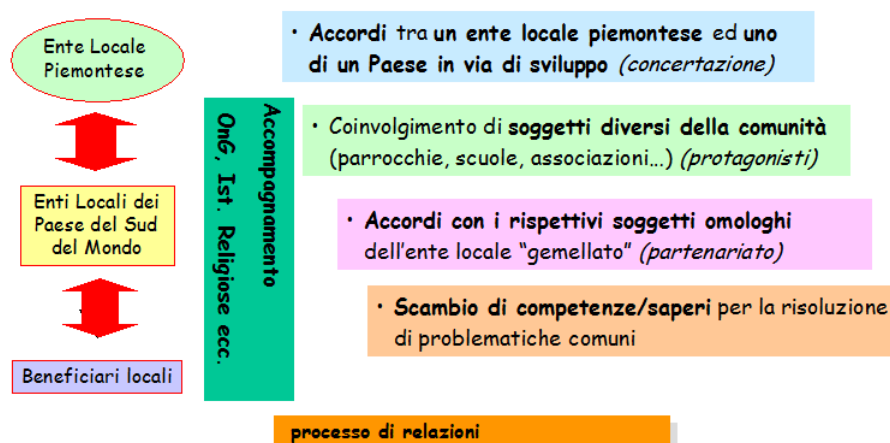 Ente Locale
Piemontese
Enti Locali dei
Paese del Sud
del Mondo
Beneficiari locali
Accompagnamento
OnG, Ist. Religiose ecc.
• Accordi tra un ente locale piemontese ed uno
di un Paese in via di sviluppo (concertazione)
• Coinvolgimento di soggetti diversi della comunità
(parrocchie, scuole, associazioni...) (protagonisti)
• Accordi con i rispettivi soggetti omologhi
dell'ente locale "gemellato" (partenariato)
• Scambio di competenze/saperi per la risoluzione
di problematiche comuni
processo di relazioni